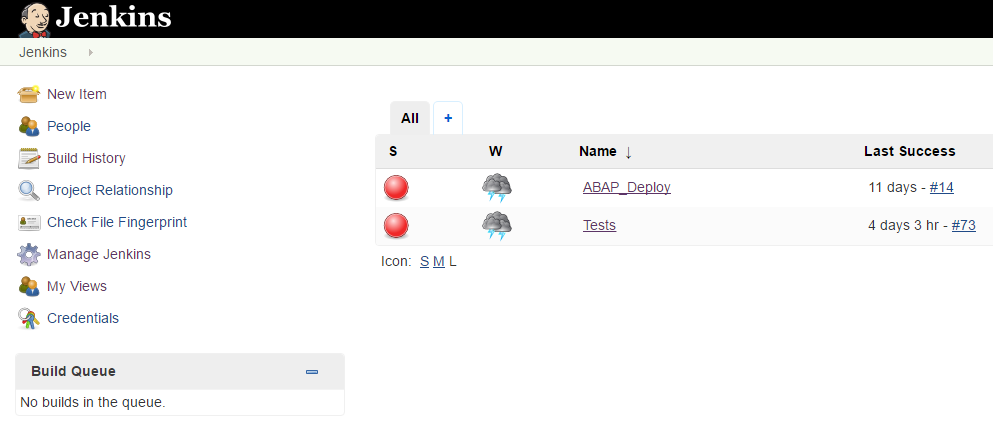 Jenkins
Jenkins
New Item
People
Build History
Project Relationship
Check File Fingerprint
Manage Jenkins
My Views
Credentials
Build Queue
No builds in the queue.
All +
S W Name ↓ Last Success
ABAP_Deploy 11 days - #14
Tests 4 days 3 hr - #73
Icon: S M L